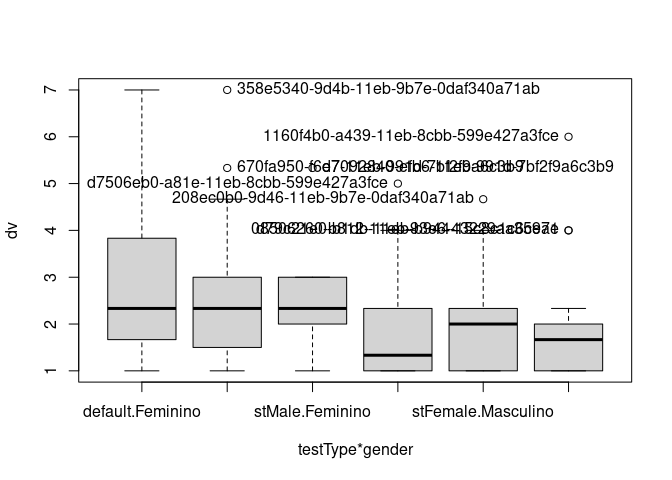 7
358e5340-9d4b-11eb-9b7e-0daf340a71ab
6
1160f4b0-a439-11eb-8cbb-599e427a3fce
5
d7506eb0-a81e-11eb-8cbb-599e427a3fce
208ec0b0-9d46-11eb-9b7e-0daf340a71ab
4
3
2
1
dv
default.Feminino
stMale.Feminino
stFemale.Masculino
testType*gender